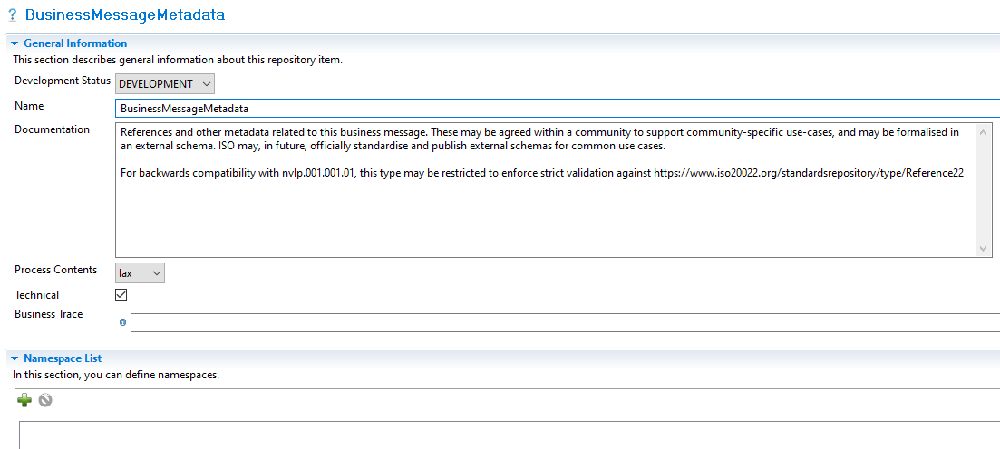 ? BusinessMessageMetadata
General Information
This section describes general information about this repository item.
Development Status DEVELOPMENT
Name BusinessMessageMetadata
Documentation References and other metadata related to this business message. These may be agreed within a community to support community-specific use-cases, and may be formalised in
an external schema. ISO may, in future, officially standardise and publish external schemas for common use cases.
For backwards compatibility with nvlp.001.001.01, this type may be restricted to enforce strict validation against https://www.iso20022.org/standardsrepository/type/Reference22
Process Contents lax
Technical
Business Trace
Namespace List
In this section, you can define namespaces.